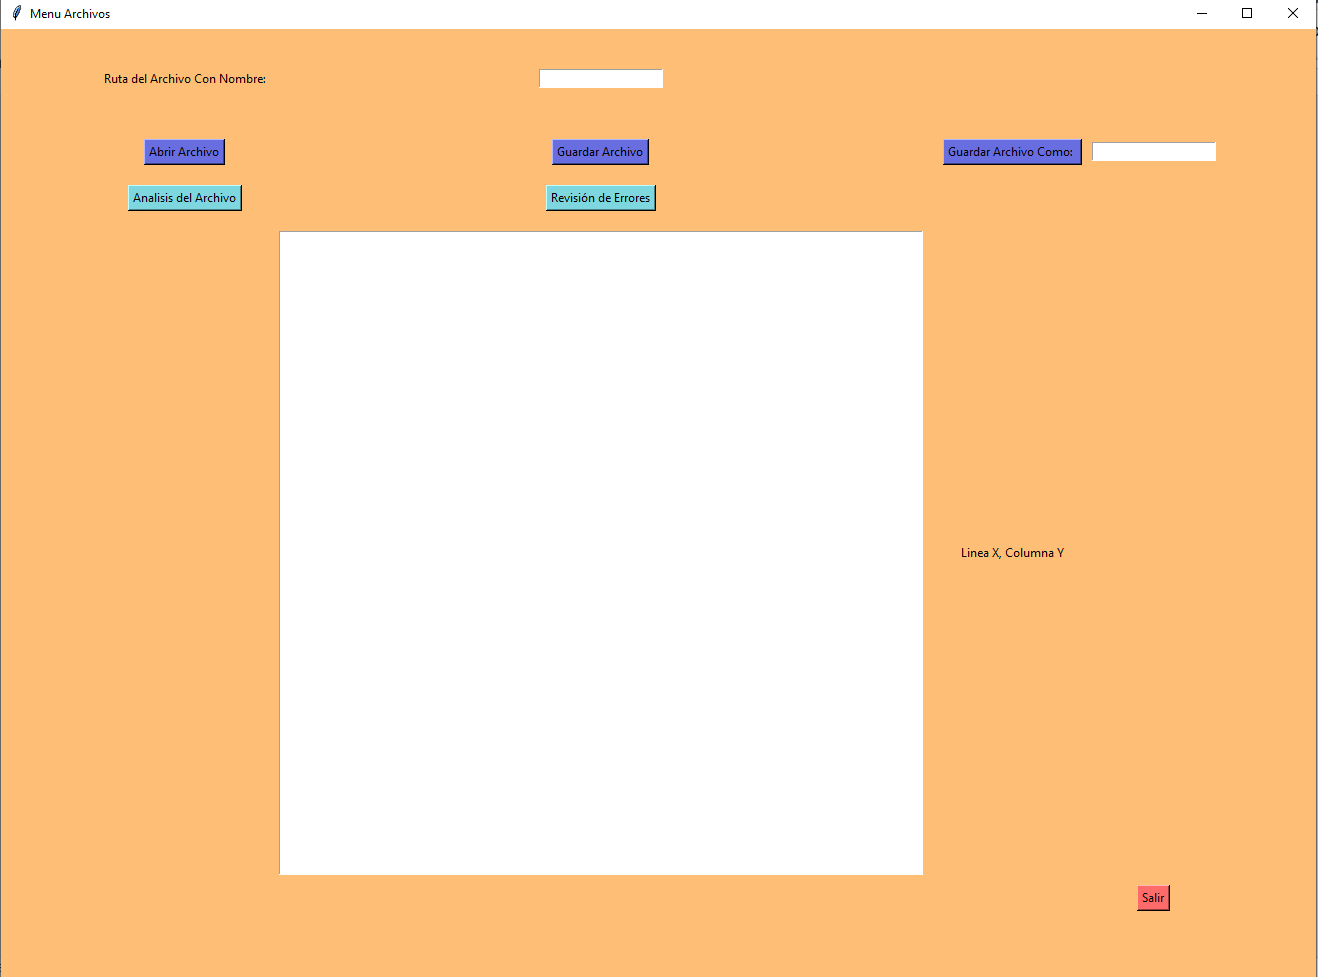 Menu Archivos
Ruta del Archivo Con Nombre:
Abrir Archivo
Guardar Archivo
Guardar Archivo Como:
Analisis del Archivo
Revisión de Errores
Linea X, Columna Y
Salir